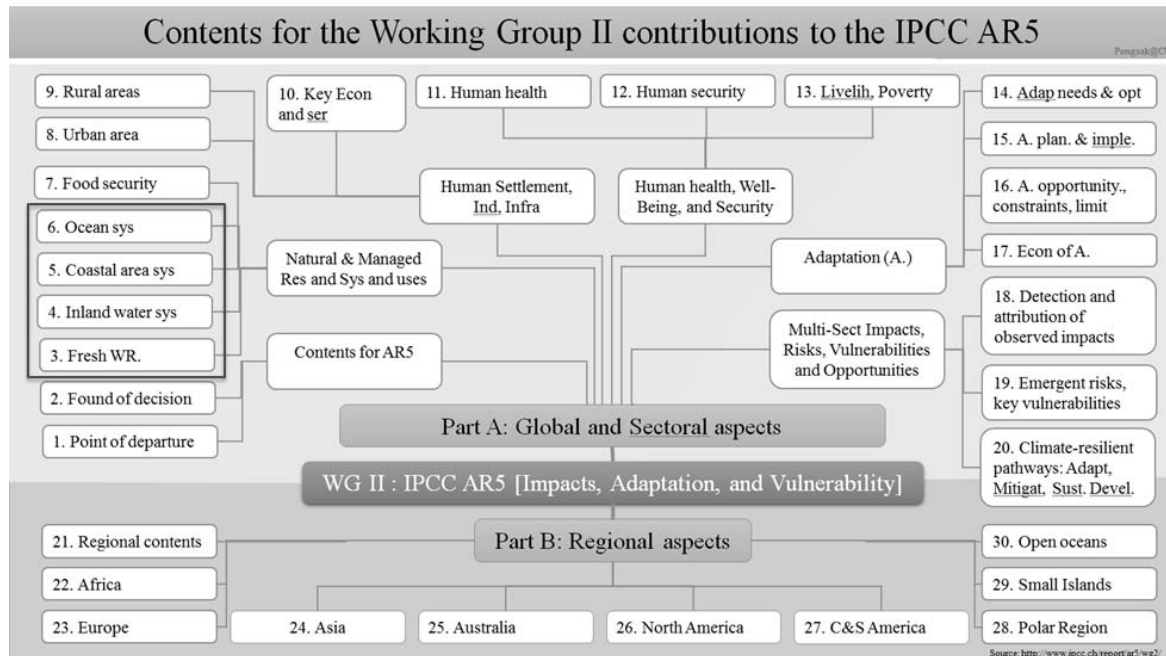 Contents for the Working Group II contributions to the IPCC AR5
9. Rural areas
8. Urban area
7. Food security
6. Ocean sys
5. Coastal area sys
4. Inland water sys
3. Fresh WR.
2. Found of decision
1. Point of departure
10. Key Econ
and ser
11. Human health
12. Human security
13. Livelih, Poverty
Human Settlement,
Ind, Infra
Human health, Well-
Being, and Security
Natural & Managed
Res and Sys and uses
Contents for AR5
Adaptation (A.)
Multi-Sect Impacts,
Risks, Vulnerabilities
and Opportunities
14. Adap needs & opt
15. A. plan. & imple.
16. A. opportunity.,
constraints, limit
17. Econ of A.
18. Detection and
attribution of
observed impacts
19. Emergent risks,
key vulnerabilities
20. Climate-resilient
pathways: Adapt,
Mitigat, Sust. Devel.
Part A: Global and Sectoral aspects
WG II : IPCC AR5 [Impacts, Adaptation, and Vulnerability]
Part B: Regional aspects
21. Regional contents
22. Africa
23. Europe
24. Asia
25. Australia
26. North America
27. C&S America
30. Open oceans
29. Small Islands
28. Polar Region
Source: http://www.ipcc.ch/report/ar5/wg2/